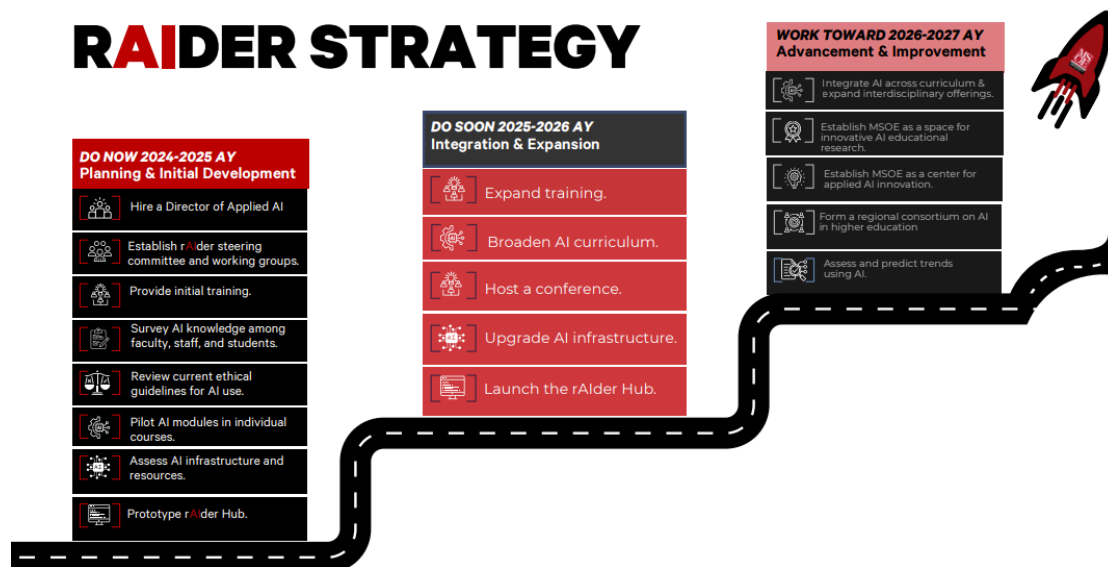 RAIDER STRATEGY
DO NOW 2024-2025 AY
Planning & Initial Development
Hire a Director of Applied AI
Establish rAIder steering
committee and working groups.
Provide initial training.
Survey AI knowledge among
faculty, staff, and students.
Review current ethical
guidelines for AI use.
Pilot AI modules in individual
courses.
Assess AI infrastructure and
resources.
Prototype rAIder Hub.
DO SOON 2025-2026 AY
Integration & Expansion
Expand training.
Broaden AI curriculum.
Host a conference.
Upgrade AI infrastructure.
Launch the rAIder Hub.
WORK TOWARD 2026-2027 AY
Advancement & Improvement
Integrate AI across curriculum &
expand interdisciplinary offerings.
Establish MSOE as a space for
innovative AI educational
research.
Establish MSOE as a center for
applied AI innovation.
Form a regional consortium on AI
in higher education
Assess and predict trends
using AI.
MS
OE